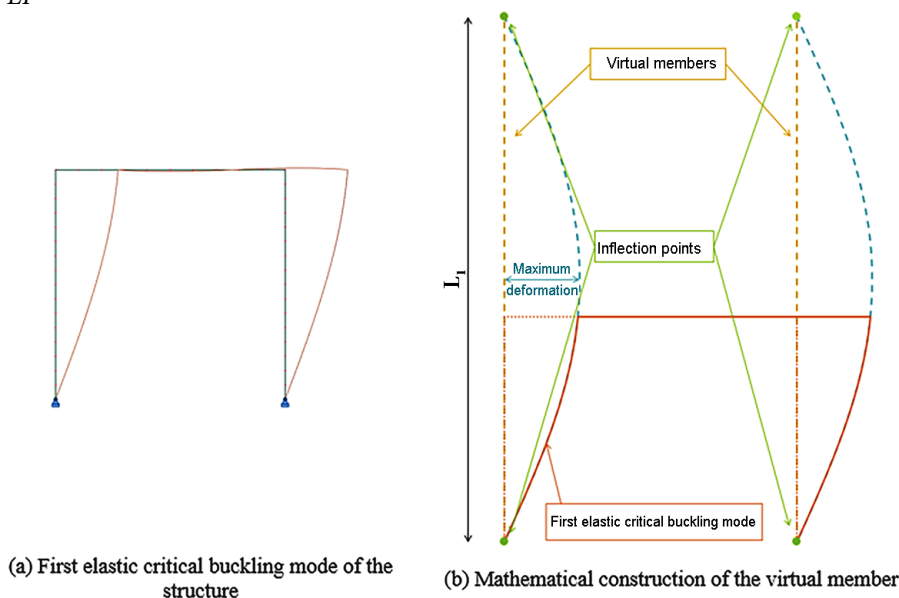 EI
Virtual members
Inflection points
Maximum
deformation
L₁
First elastic critical buckling mode
(a) First elastic critical buckling mode of the
structure
(b) Mathematical construction of the virtual member